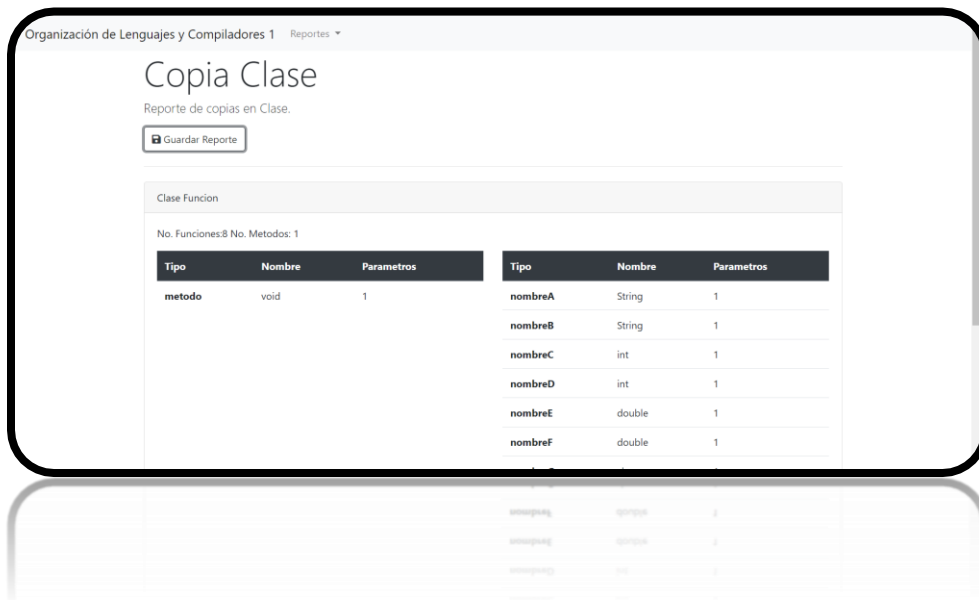 Organización de Lenguajes y Compiladores 1 Reportes
Copia Clase
Reporte de copias en Clase.
Guardar Reporte
Clase Funcion
No. Funciones:8 No. Metodos: 1
Tipo Nombre Parametros
metodo void 1
Tipo Nombre Parametros
nombreA String 1
nombreB String 1
nombreC int 1
nombreD int 1
nombreE double 1
nombreF double 1